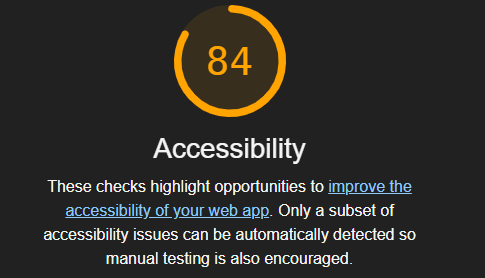 84
Accessibility
These checks highlight opportunities to improve the
accessibility of your web app. Only a subset of
accessibility issues can be automatically detected so
manual testing is also encouraged.